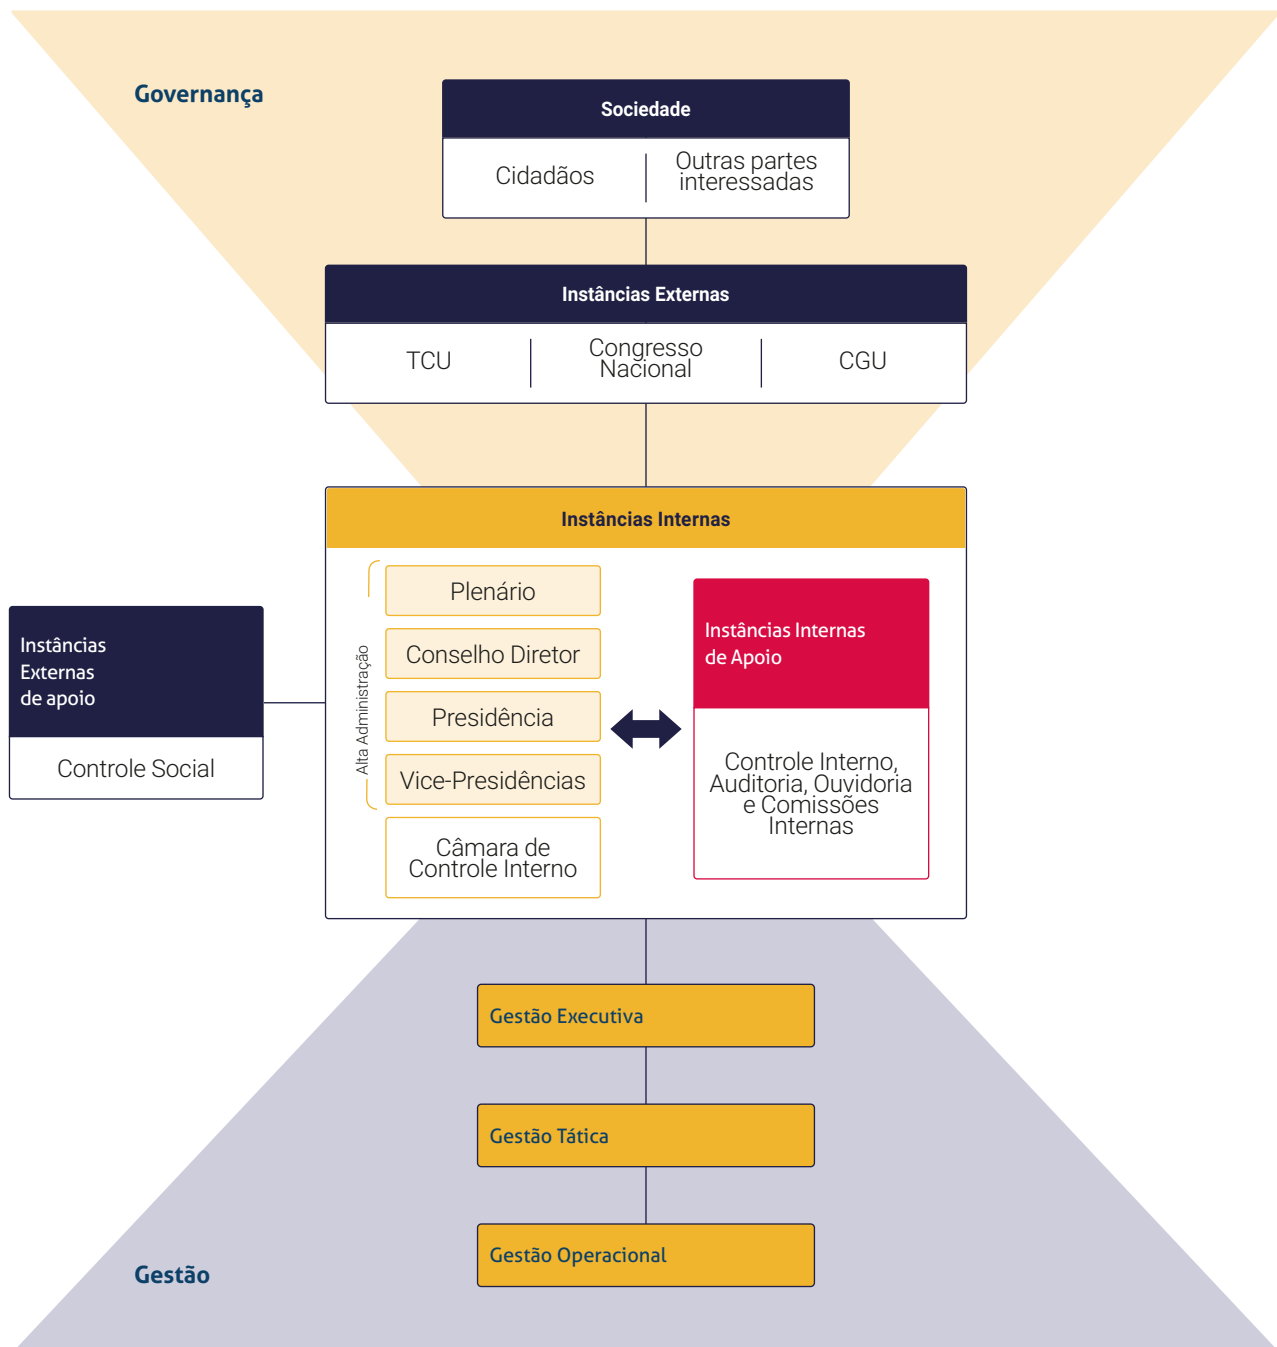 Governança
Sociedade
Cidadãos
Outras partes
interessadas
Instâncias Externas
TCU
Congresso
Nacional
CGU
Instâncias Internas
Alta Administração
Plenário
Conselho Diretor
Presidência
Vice-Presidências
Câmara de
Controle Interno
Instâncias Internas
de Apoio
Controle Interno,
Auditoria, Ouvidoria
e Comissões
Internas
Instâncias
Externas
de apoio
Controle Social
Gestão Executiva
Gestão Tática
Gestão Operacional
Gestão